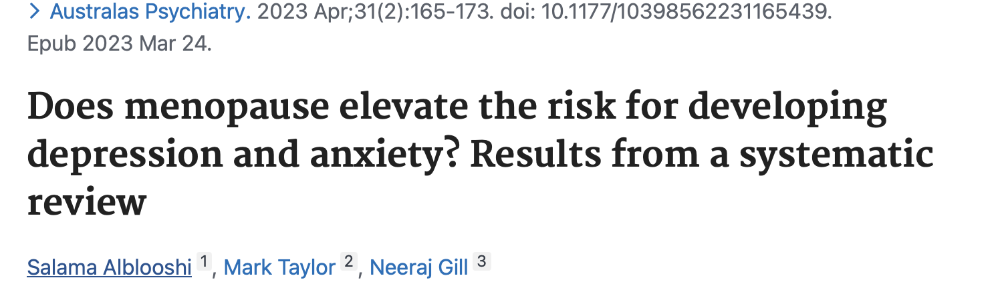 > Australas Psychiatry. 2023 Apr;31(2):165-173. doi: 10.1177/10398562231165439.
Epub 2023 Mar 24.
Does menopause elevate the risk for developing
depression and anxiety? Results from a systematic
review
Salama Alblooshi 1, Mark Taylor 2, Neeraj Gill 3